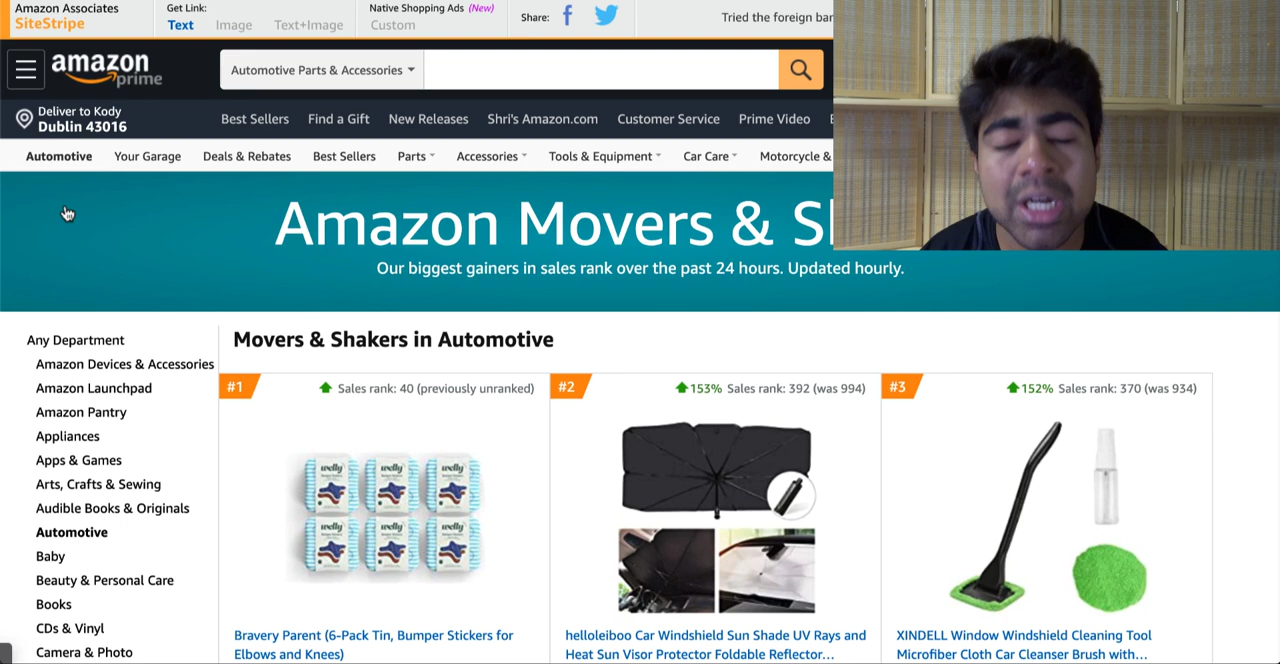 Amazon Associates
SiteStripe
Get Link:
Text Image Text+Image
Native Shopping Ads (New)
Custom
Share:
Tried the foreign bar
amazon
prime
Automotive Parts & Accessories
Deliver to Kody
Dublin 43016
Best Sellers Find a Gift New Releases Shri's Amazon.com Customer Service Prime Video
Automotive Your Garage Deals & Rebates Best Sellers Parts Accessories Tools & Equipment Car Care Motorcycle &
Amazon Movers & S
Our biggest gainers in sales rank over the past 24 hours. Updated hourly.
Any Department
Amazon Devices & Accessories
Amazon Launchpad
Amazon Pantry
Appliances
Apps & Games
Arts, Crafts & Sewing
Audible Books & Originals
Automotive
Baby
Beauty & Personal Care
Books
CDs & Vinyl
Camera & Photo
Movers & Shakers in Automotive
#1
Sales rank: 40 (previously unranked)
welly welly welly
welly welly welly
Bravery Parent (6-Pack Tin, Bumper Stickers for
Elbows and Knees)
#2
153% Sales rank: 392 (was 994)
helloleiboo Car Windshield Sun Shade UV Rays and
Heat Sun Visor Protector Foldable Reflector...
#3
152% Sales rank: 370 (was 934)
XINDELL Window Windshield Cleaning Tool
Microfiber Cloth Car Cleanser Brush with...